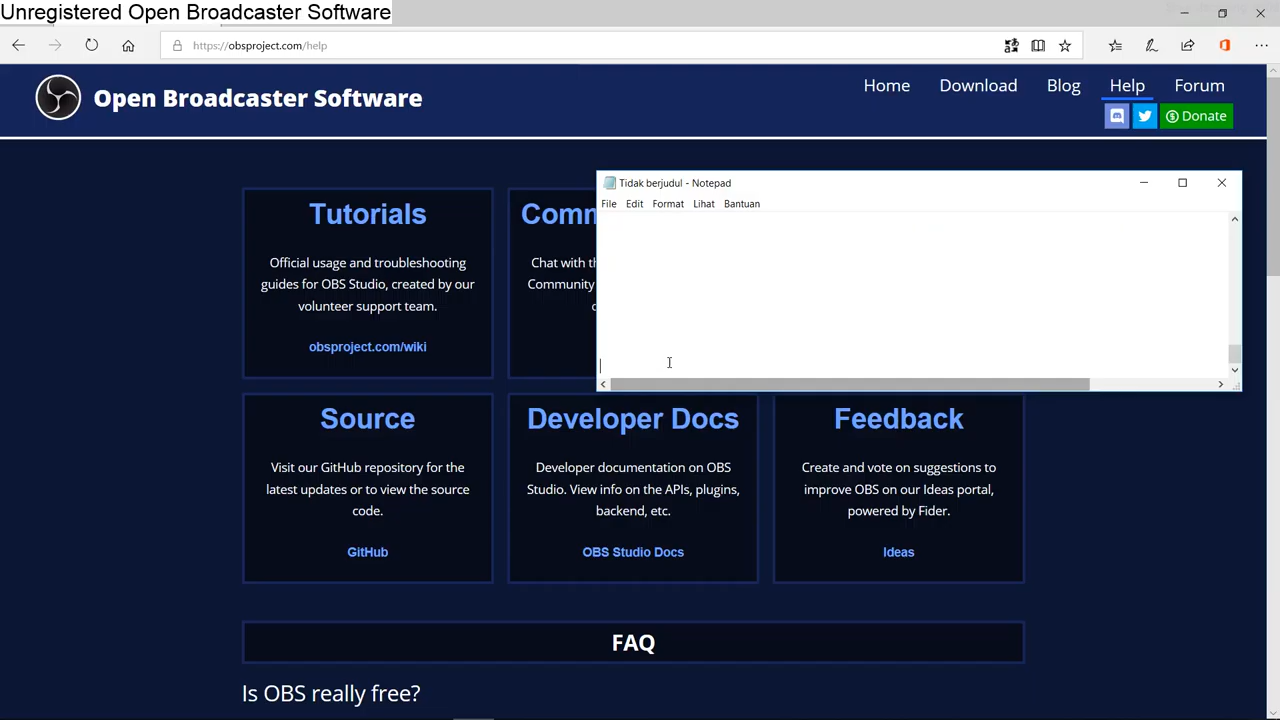 Unregistered Open Broadcaster Software
https://obsproject.com/help
Open Broadcaster Software
Home
Download
Blog
Help
Forum
Donate
Tidak berjudul - Notepad
File
Edit
Format
Lihat
Bantuan
Tutorials
Official usage and troubleshooting
guides for OBS Studio, created by our
volunteer support team.
obsproject.com/wiki
Chat with
Community
Source
Visit our GitHub repository for the
latest updates or to view the source
code.
GitHub
Developer Docs
Developer documentation on OBS
Studio. View info on the APIs, plugins,
backend, etc.
OBS Studio Docs
Feedback
Create and vote on suggestions to
improve OBS on our Ideas portal,
powered by Fider.
Ideas
FAQ
Is OBS really free?